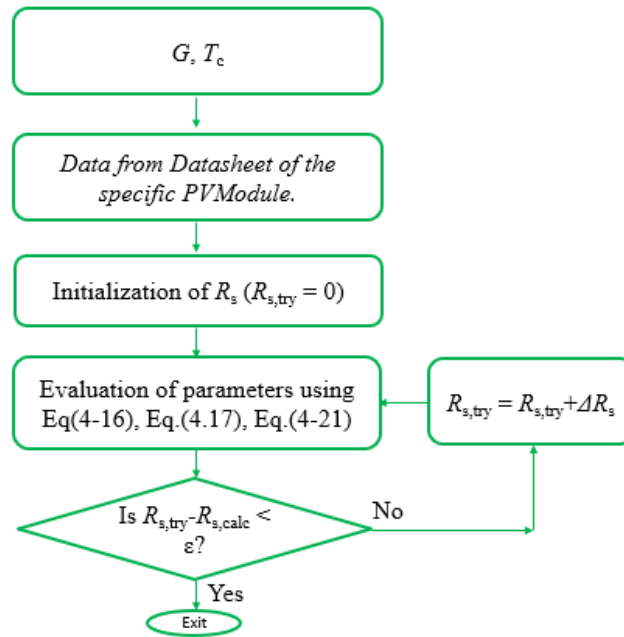 G, Tc
Data from Datasheet of the
specific PVModule.
Initialization of Rs (Rs,try = 0)
Evaluation of parameters using
Eq(4-16), Eq.(4.17), Eq.(4-21)
Rs,try = Rs,try+ΔRs
Is Rs,try-Rs,calc <
ε?
No
Yes
Exit